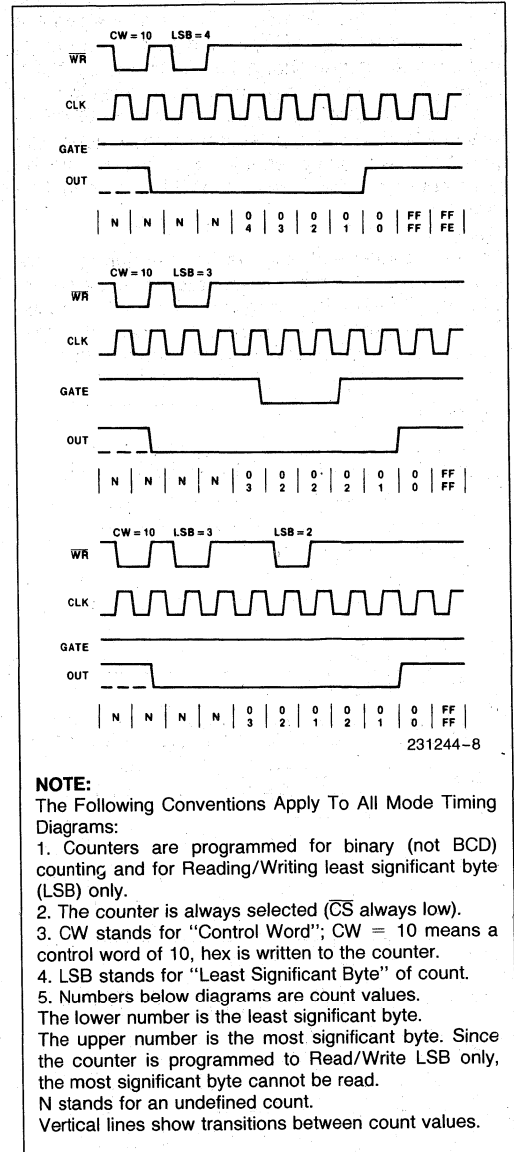 CW = 10 LSB = 4
WR
CLK
GATE
OUT
N N N N 0 0 0 0 0 FF FF
4 3 2 1 0 FF FE
CW = 10 LSB = 3
WR
CLK
GATE
OUT
N N N N 0 0 0 0 0 0 FF
3 2 2 2 1 0 FF
CW = 10 LSB = 3 LSB = 2
WR
CLK
GATE
OUT
N N N N 0 0 0 0 0 0 FF
3 2 1 2 1 0 FF
231244-8
NOTE:
The Following Conventions Apply To All Mode Timing
Diagrams:
1. Counters are programmed for binary (not BCD)
counting and for Reading/Writing least significant byte
(LSB) only.
2. The counter is always selected (CS always low).
3. CW stands for "Control Word"; CW = 10 means a
control word of 10, hex is written to the counter.
4. LSB stands for "Least Significant Byte" of count.
5. Numbers below diagrams are count values.
The lower number is the least significant byte.
The upper number is the most significant byte. Since
the counter is programmed to Read/Write LSB only,
the most significant byte cannot be read.
N stands for an undefined count.
Vertical lines show transitions between count values.